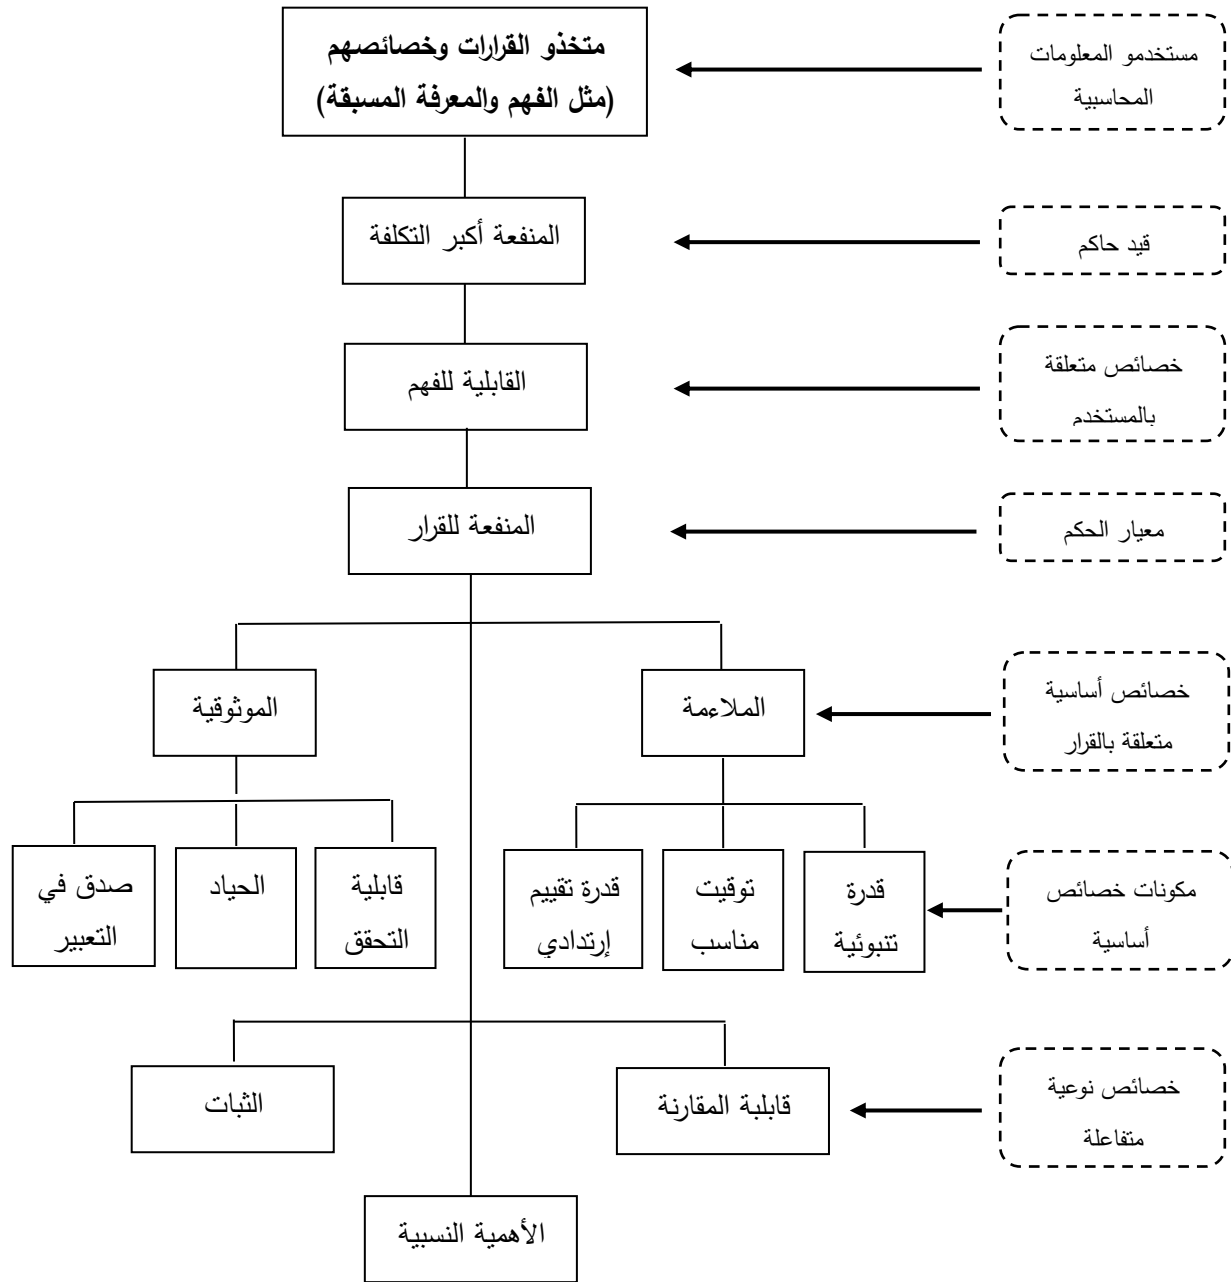 متخذو القرارات وخصائصهم
(مثل الفهم والمعرفة المسبقة)
مستخدمو المعلومات
المحاسبية
المنفعة أكبر التكلفة
قيد حاكم
القابلية للفهم
خصائص متعلقة
بالمستخدم
المنفعة للقرار
معيار الحكم
الملاءمة
الموثوقية
خصائص أساسية
متعلقة بالقرار
قدرة
تنبوئية
توقيت
مناسب
قدرة تقييم
إرتدادي
قابلية
التحقق
الحياد
صدق في
التعبير
مكونات خصائص
أساسية
قابلبة المقارنة
الثبات
خصائص نوعية
متفاعلة
الأهمية النسبية